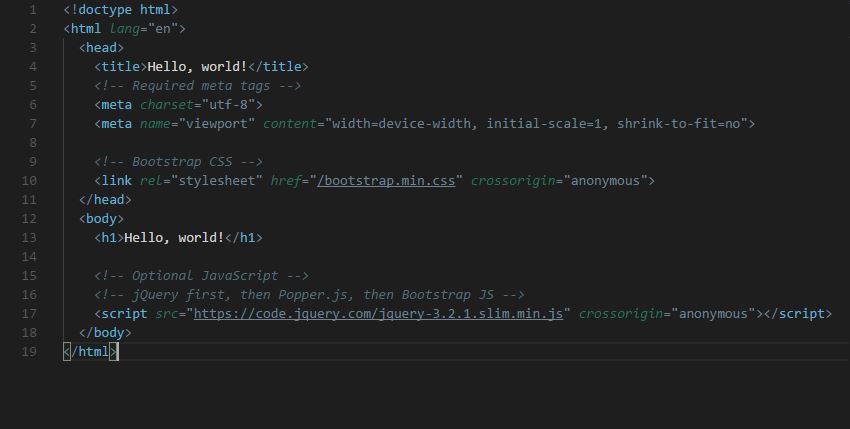 1 <!doctype html>
2 <html lang="en">
3   <head>
4     <title>Hello, world!</title>
5     <!-- Required meta tags -->
6     <meta charset="utf-8">
7     <meta name="viewport" content="width=device-width, initial-scale=1, shrink-to-fit=no">
8
9     <!-- Bootstrap CSS -->
10     <link rel="stylesheet" href="/bootstrap.min.css" crossorigin="anonymous">
11   </head>
12   <body>
13     <h1>Hello, world!</h1>
14
15     <!-- Optional JavaScript -->
16     <!-- jQuery first, then Popper.js, then Bootstrap JS -->
17     <script src="https://code.jquery.com/jquery-3.2.1.slim.min.js" crossorigin="anonymous"></script>
18   </body>
19 </html>